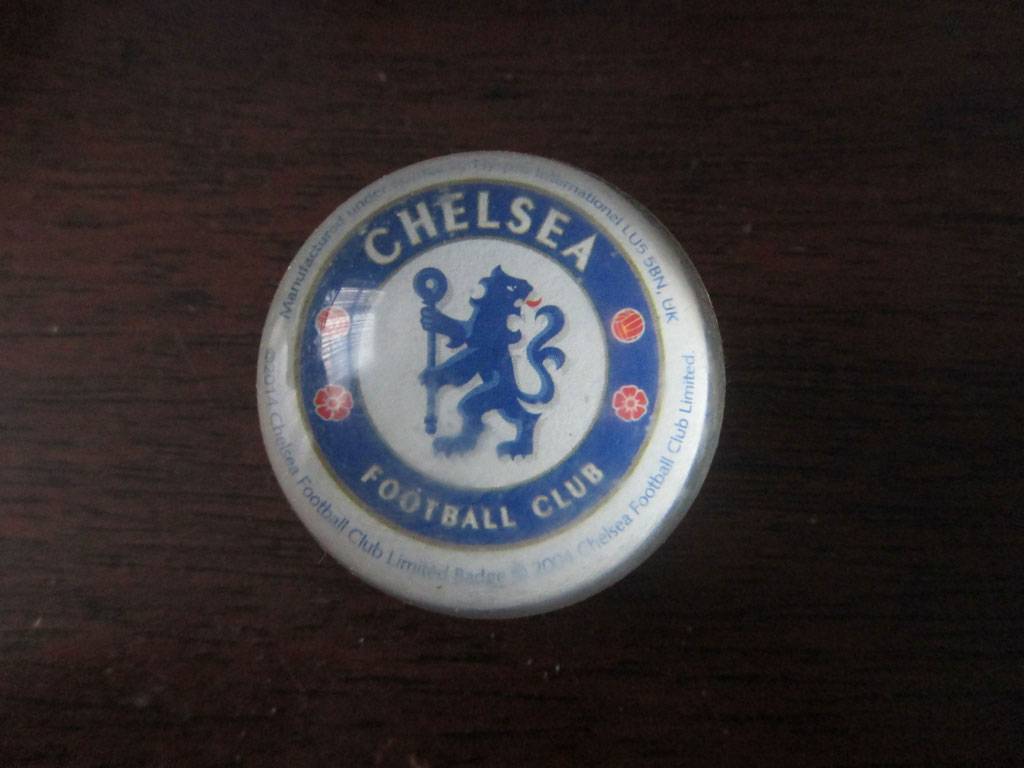 CHELSEA
FOOTBALL CLUB
Manufactured under International LU5 5BN, UK
©2014 Chelsea Football Club Limited Badge © 2004 Chelsea Football Club Limited.